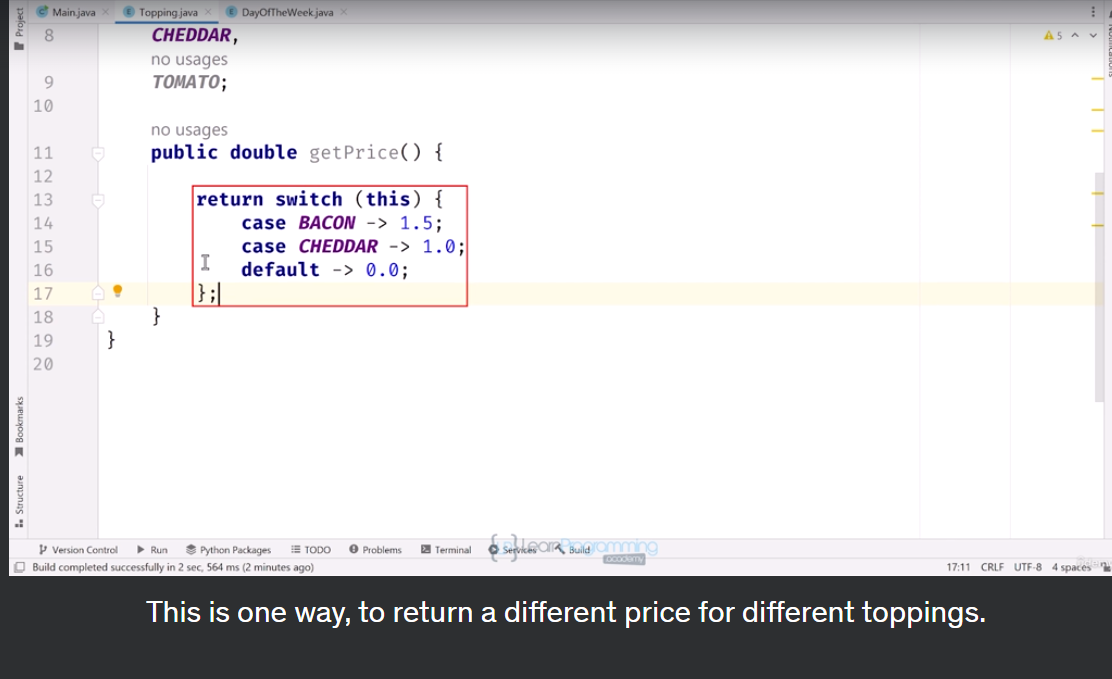 Project
Main.java
Topping.java
DayOfTheWeek.java
Notifications
5
8 CHEDDAR,
no usages
9 TOMATO;
10
no usages
11 public double getPrice() {
12
13 return switch (this) {
14 case BACON -> 1.5;
15 case CHEDDAR -> 1.0;
16 default -> 0.0;
17 };
18 }
19 }
20
Bookmarks
Structure
Version Control Run Python Packages TODO Problems Terminal Services Build
LearnProgramming
academy
Build completed successfully in 2 sec, 564 ms (2 minutes ago)
17:11 CRLF UTF-8 4 spaces
This is one way, to return a different price for different toppings.